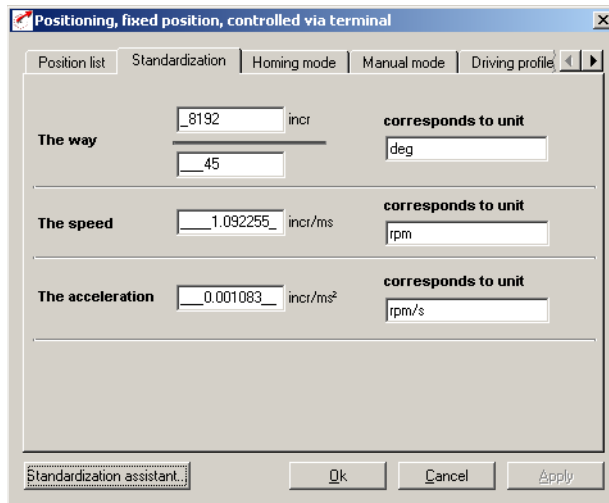 Positioning, fixed position, controlled via terminal
Position list Standardization Homing mode Manual mode Driving profile
The way
_8192 incr
___45
corresponds to unit
deg
The speed
____1.092255_ incr/ms
corresponds to unit
rpm
The acceleration
___0.001083__ incr/ms²
corresponds to unit
rpm/s
Standardization assistant... Ok Cancel Apply